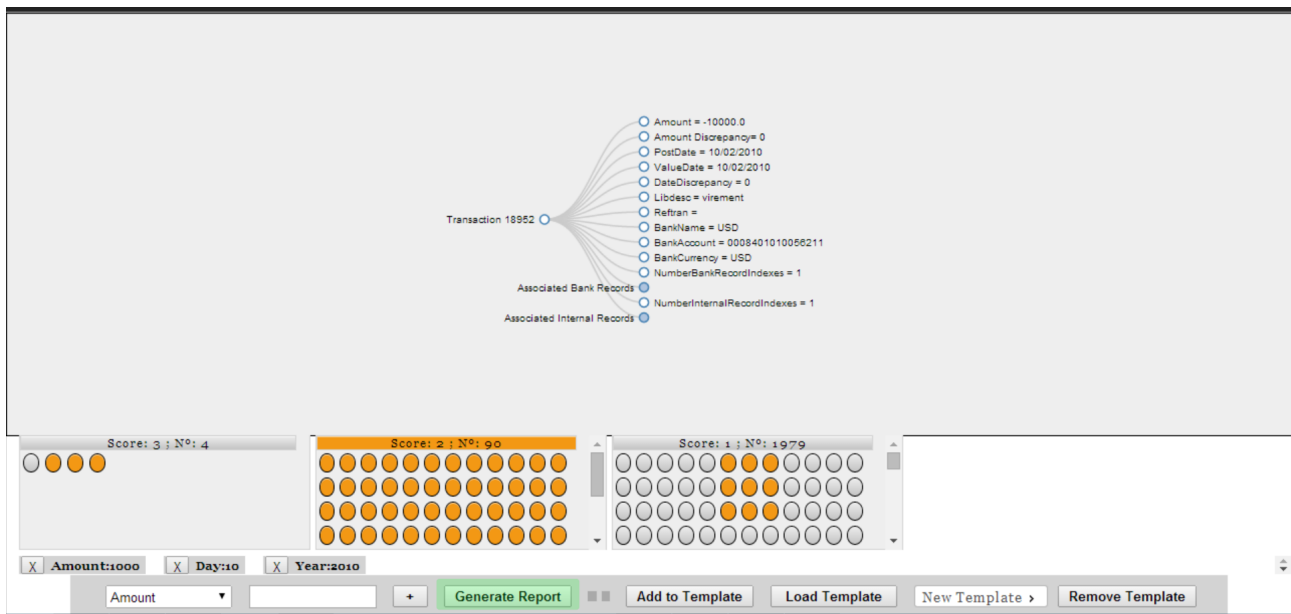 Amount = -10000.0
Amount Discrepancy= 0
PostDate = 10/02/2010
ValueDate = 10/02/2010
DateDiscrepancy = 0
Libdesc = virement
Reftran =
Transaction 18952
BankName = USD
BankAccount = 0008401010056211
BankCurrency = USD
NumberBankRecordIndexes = 1
Associated Bank Records
NumberInternalRecordIndexes = 1
Associated Internal Records
Score: 3 ; Nº: 4
Score: 2 ; Nº: 90
Score: 1 ; Nº: 1979
X Amount:1000 X Day:10 X Year:2010
Amount + Generate Report Add to Template Load Template New Template > Remove Template